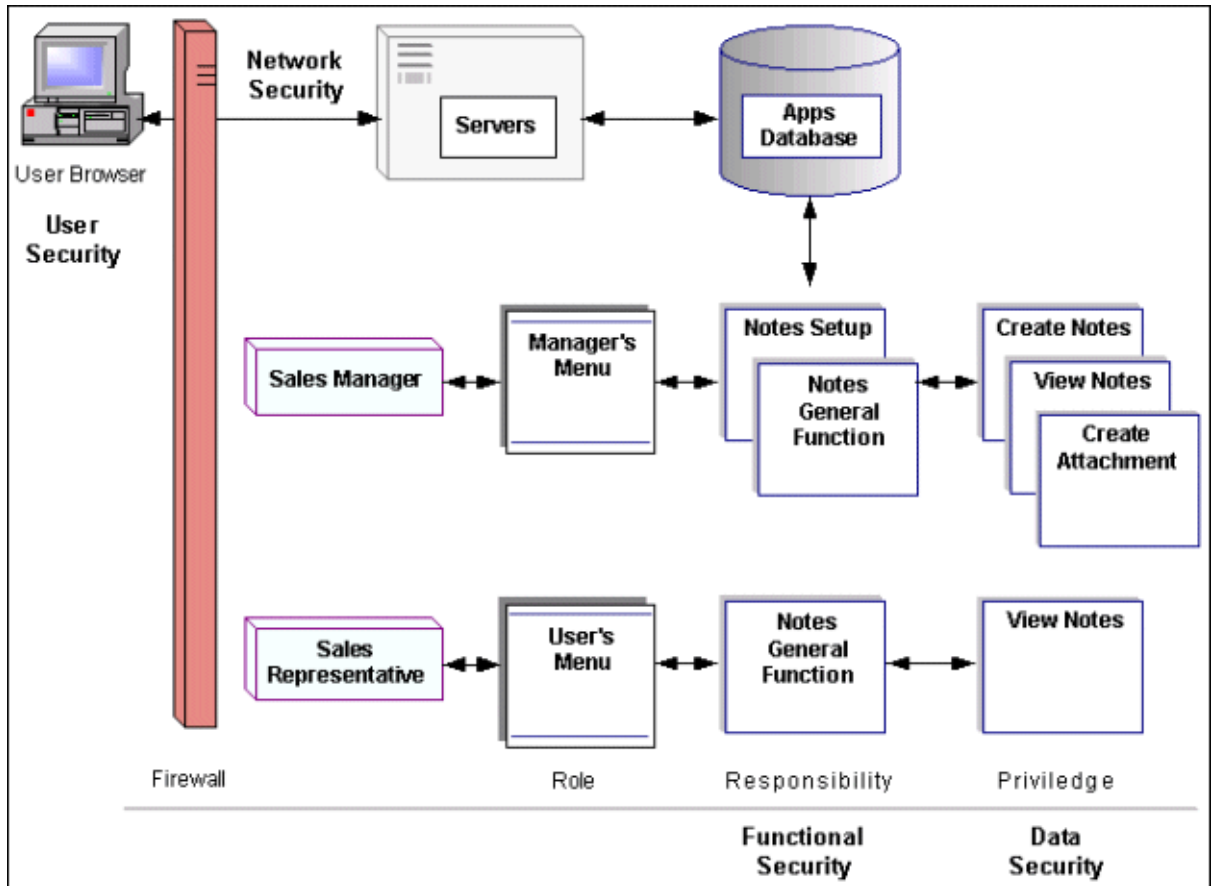 Network
Security
Servers
Apps
Database
User Browser
User
Security
Sales Manager
Manager's
Menu
Notes Setup
Notes
General
Function
Create Notes
View Notes
Create
Attachment
Sales
Representative
User's
Menu
Notes
General
Function
View Notes
Firewall
Role
Responsibility
Priviledge
Functional
Security
Data
Security